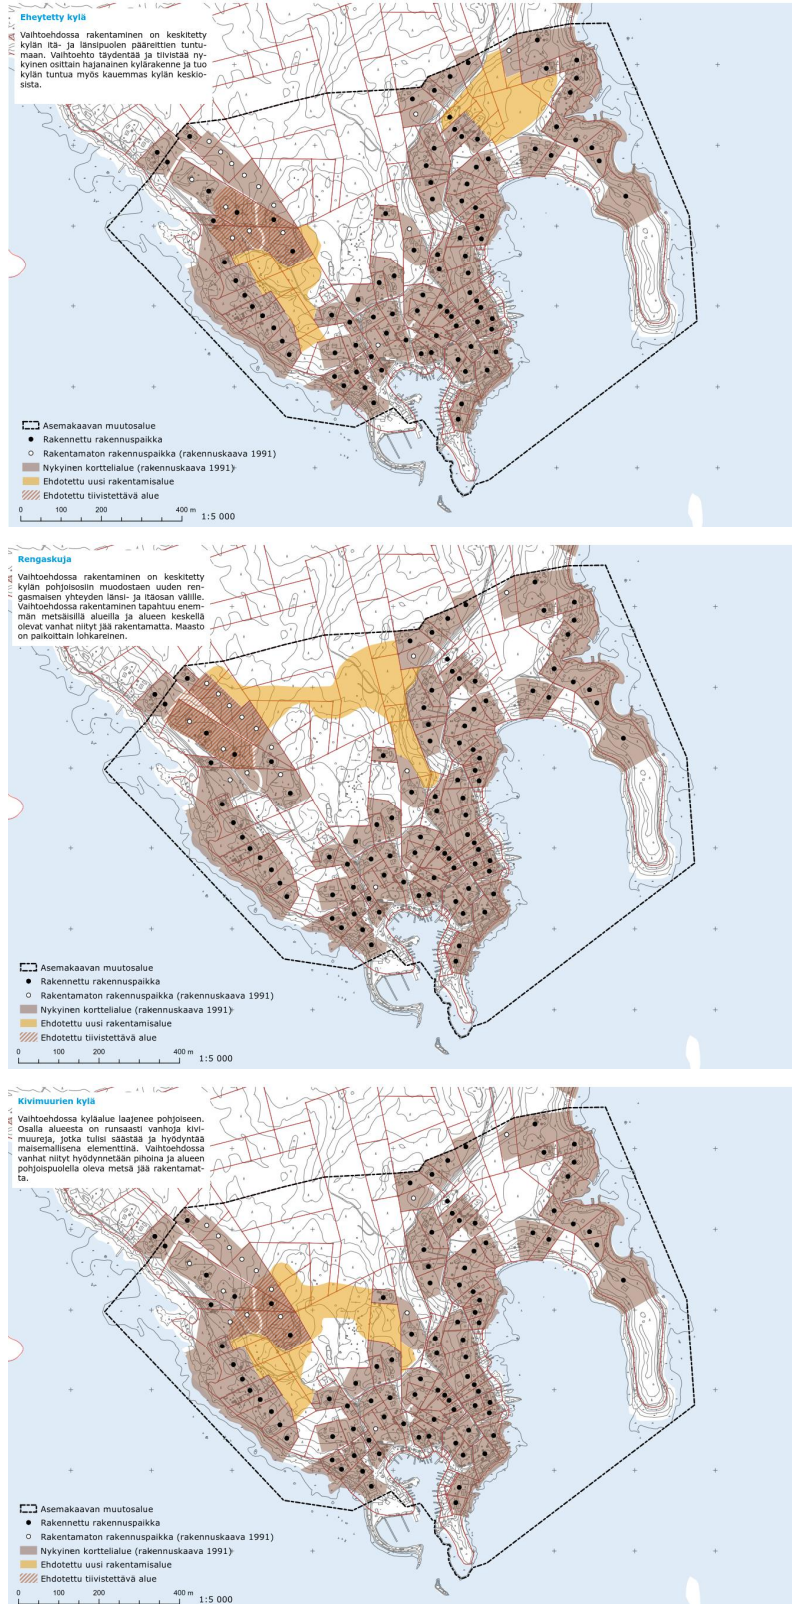 Eheytetty kylä
Vaihtoehdossa rakentaminen on keskitetty
kylän itä- ja länsipuolen pääreittien tuntu-
maan. Vaihtoehto täydentää ja tiivistää ny-
kyinen osittain hajanainen kylärakenne ja tuo
kylän tuntua myös kauemmas kylän keskio-
sista.
Asemakaavan muutosalue
Rakennettu rakennuspaikka
Rakentamaton rakennuspaikka (rakennuskaava 1991)
Nykyinen korttelialue (rakennuskaava 1991)
Ehdotettu uusi rakentamisalue
Ehdotettu tiivistettävä alue
0 100 200 400 m 1:5 000
Rengaskuja
Vaihtoehdossa rakentaminen on keskitetty
kylän pohjoisosiin muodostaen uuden ren-
gasmaisen yhteyden länsi- ja itäosan välille.
Vaihtoehdossa rakentaminen tapahtuu enem-
män metsäisillä alueilla ja alueen keskellä
olevat vanhat niityt jää rakentamatta. Maasto
on paikoittain lohkareinen.
Asemakaavan muutosalue
Rakennettu rakennuspaikka
Rakentamaton rakennuspaikka (rakennuskaava 1991)
Nykyinen korttelialue (rakennuskaava 1991)
Ehdotettu uusi rakentamisalue
Ehdotettu tiivistettävä alue
0 100 200 400 m 1:5 000
Kivimuurien kylä
Vaihtoehdossa kyläalue laajenee pohjoiseen.
Osalla alueesta on runsaasti vanhoja kivi-
muureja, jotka tulisi säästää ja hyödyntää
maisemallisena elementtinä. Vaihtoehdossa
vanhat niityt hyödynnetään pihoina ja alueen
pohjoispuolella oleva metsä jää rakentamat-
ta.
Asemakaavan muutosalue
Rakennettu rakennuspaikka
Rakentamaton rakennuspaikka (rakennuskaava 1991)
Nykyinen korttelialue (rakennuskaava 1991)
Ehdotettu uusi rakentamisalue
Ehdotettu tiivistettävä alue
0 100 200 400 m 1:5 000